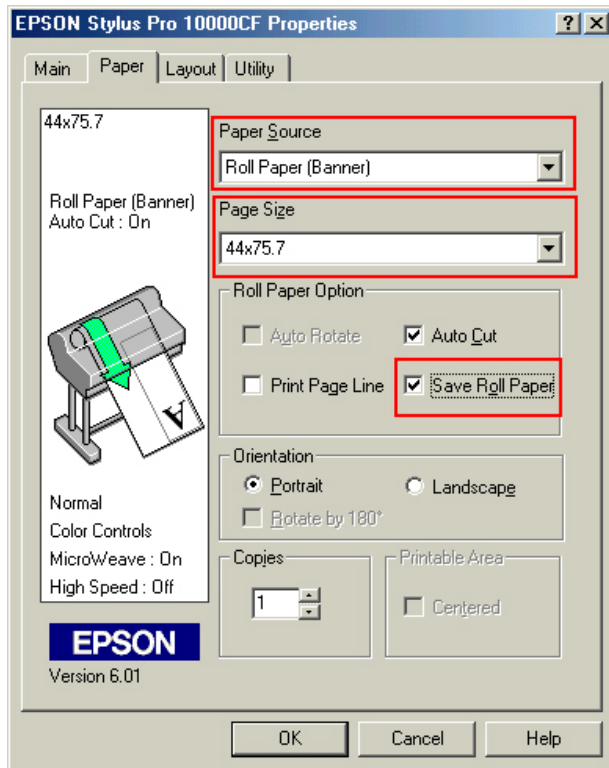 EPSON Stylus Pro 10000CF Properties
Main Paper Layout Utility
44x75.7
Roll Paper (Banner)
Auto Cut : On
A
Normal
Color Controls
MicroWeave : On
High Speed : Off
EPSON
Version 6.01
Paper Source
Roll Paper (Banner)
Page Size
44x75.7
Roll Paper Option
Auto Rotate Auto Cut
Print Page Line Save Roll Paper
Orientation
Portrait Landscape
Rotate by 180°
Copies
1
Printable Area
Centered
OK Cancel Help